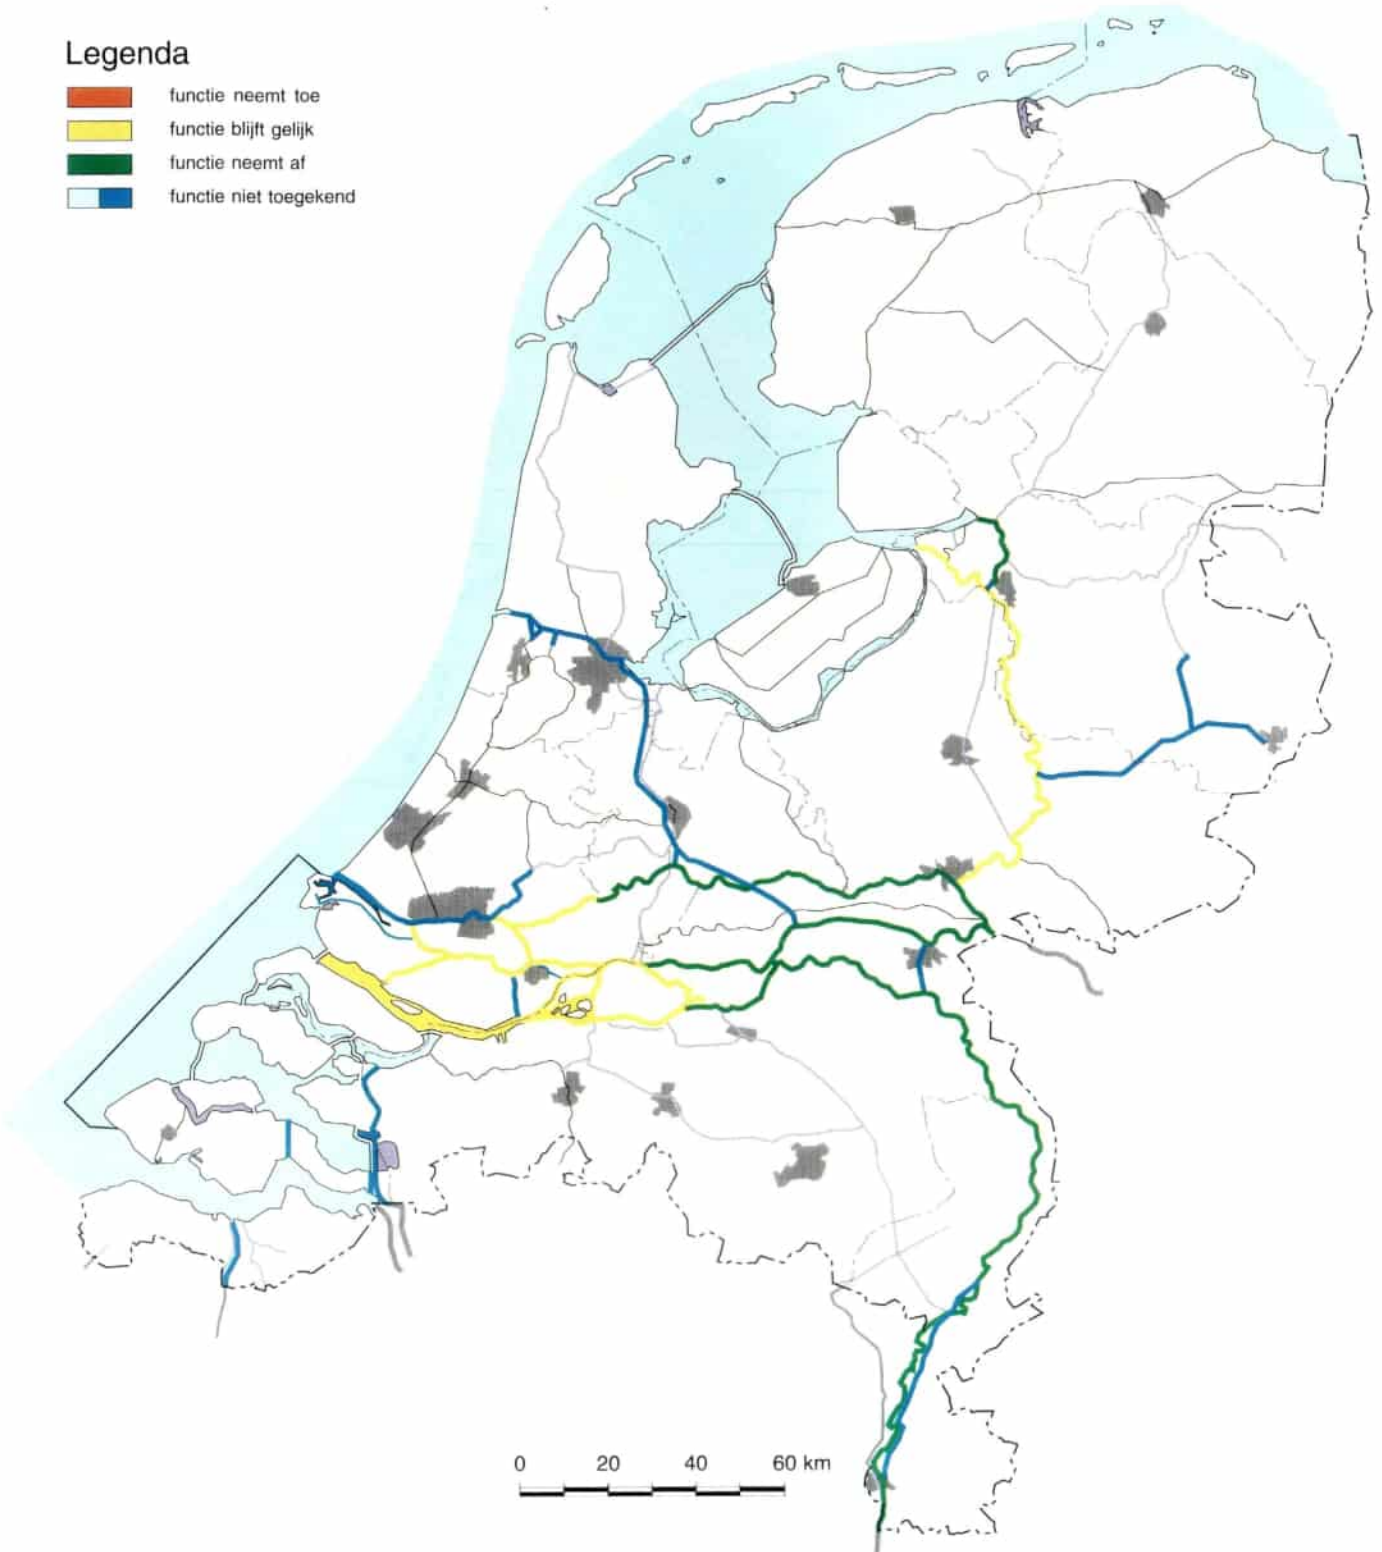 Legenda
functie neemt toe
functie blijft gelijk
functie neemt af
functie niet toegekend
0 20 40 60 km